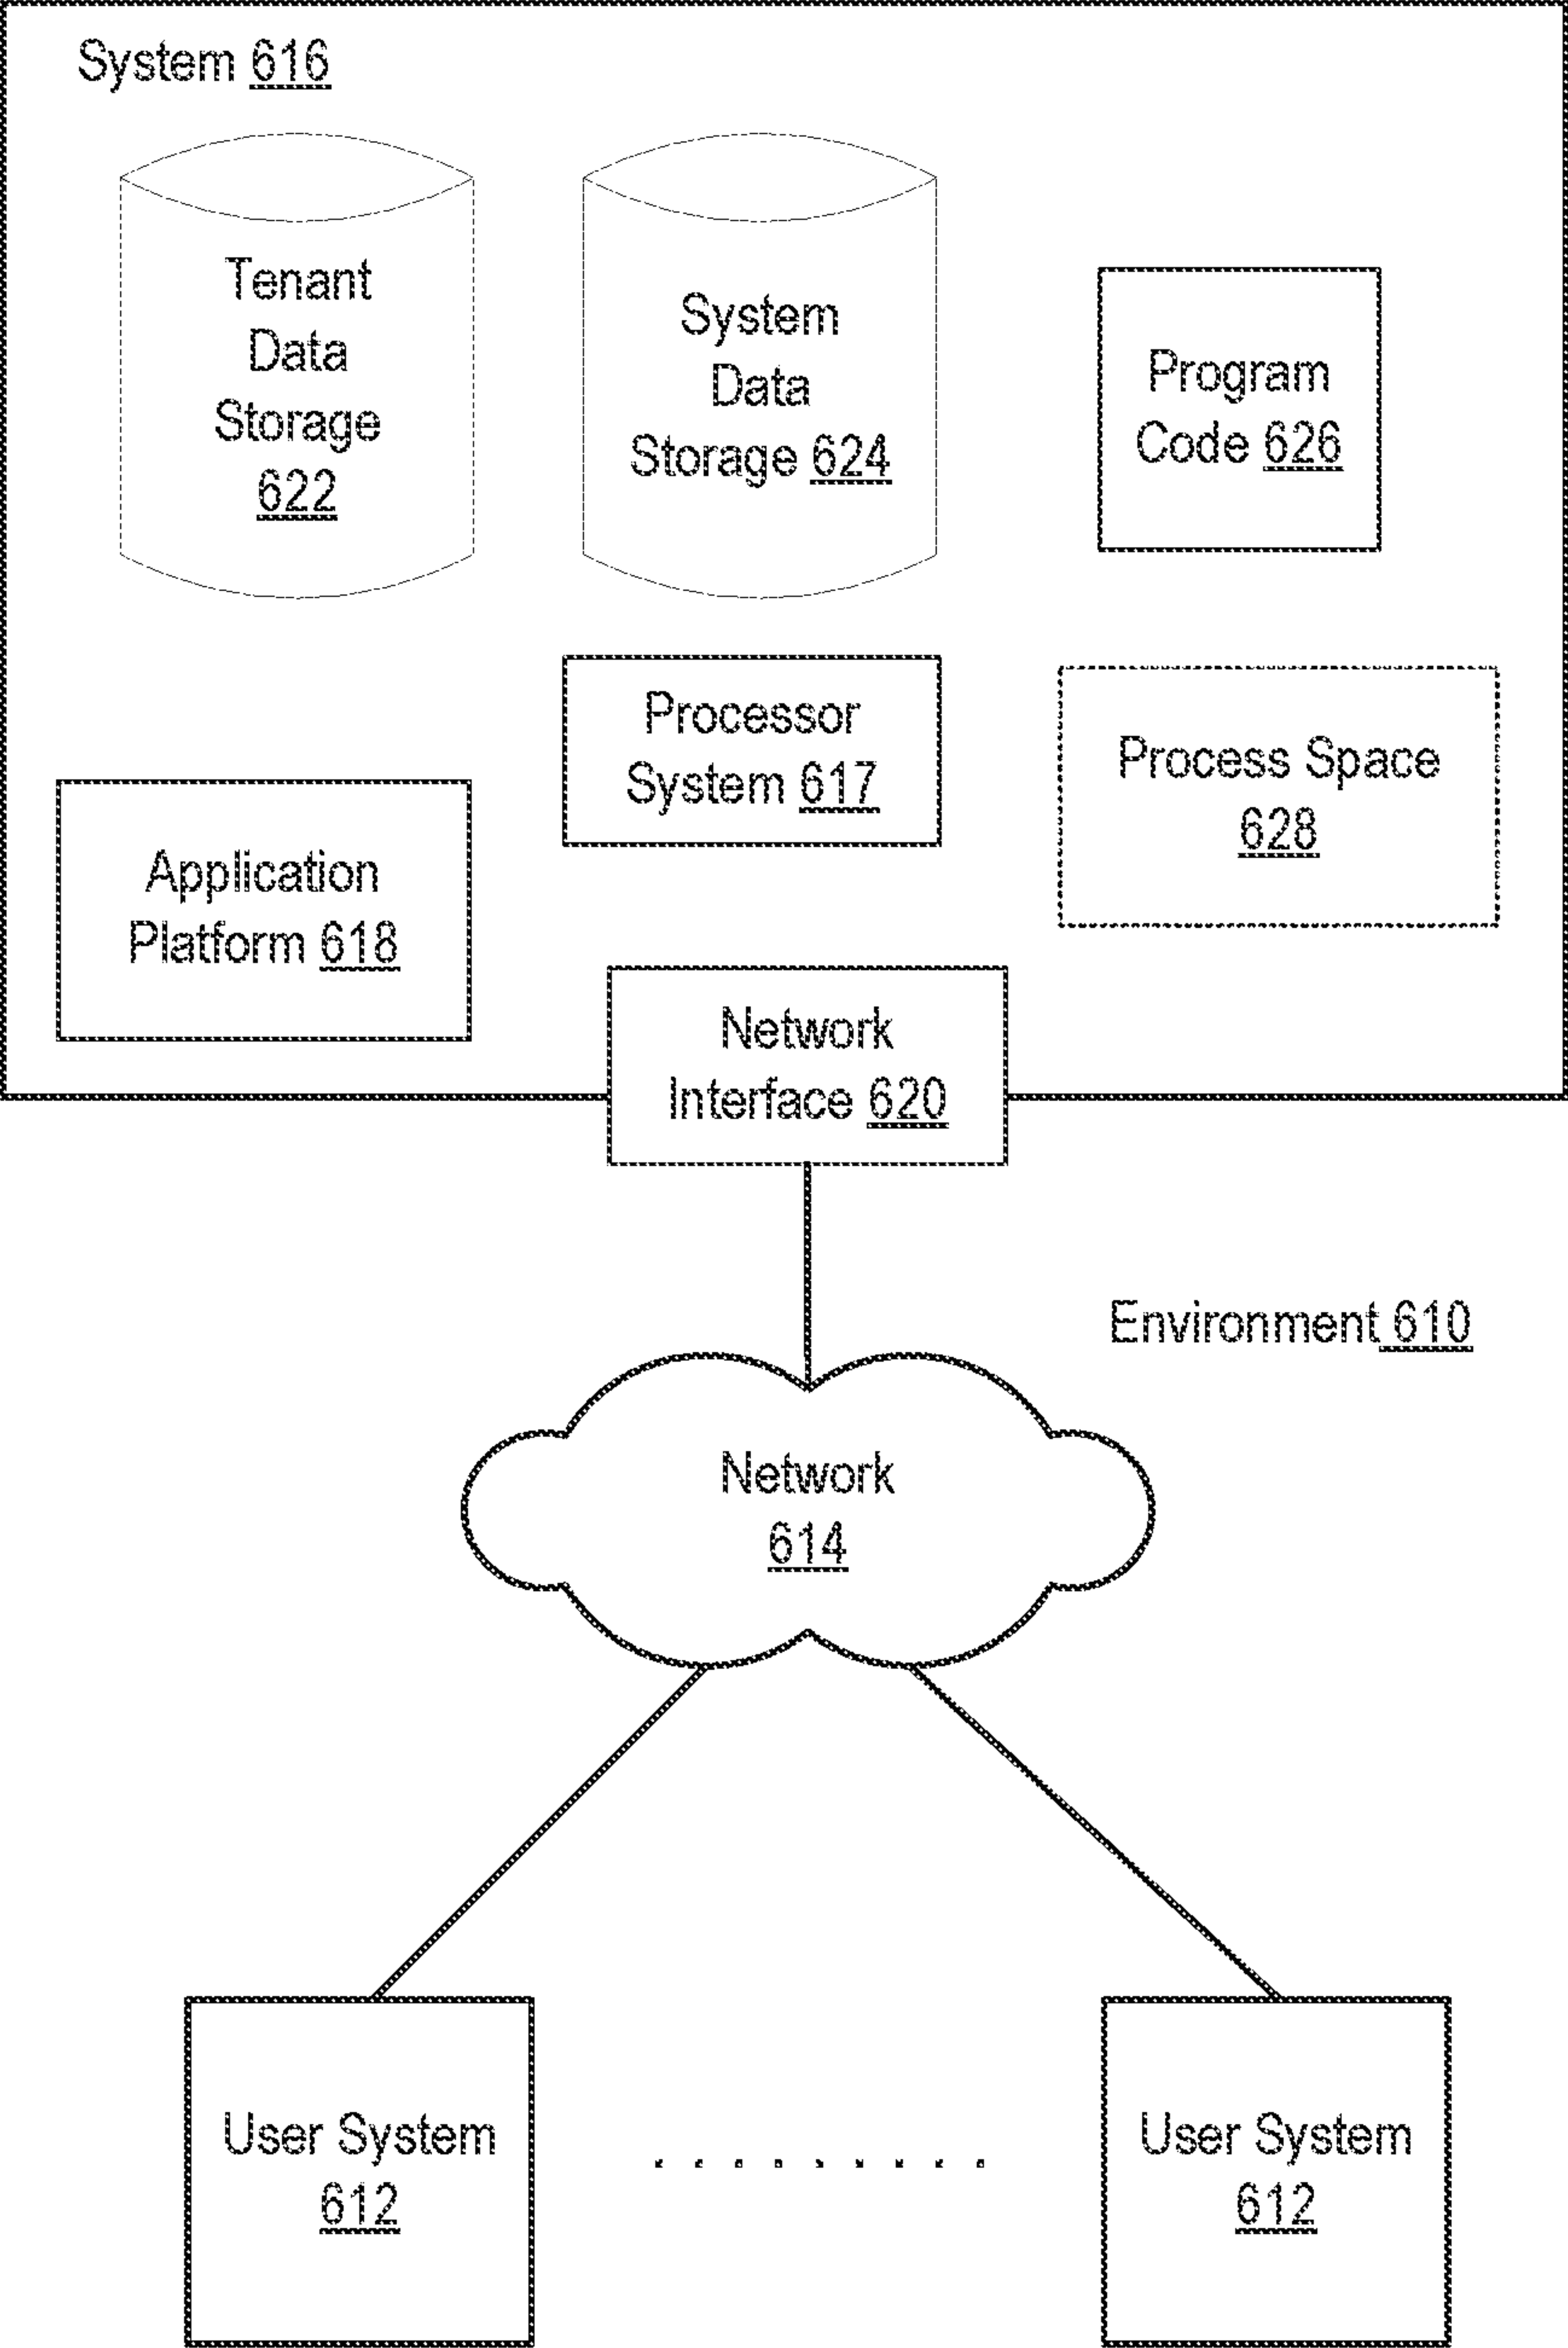 System 616
Tenant
Data
Storage
622
System
Data
Storage 624
Program
Code 626
Processor
System 617
Process Space
628
Application
Platform 618
Network
Interface 620
Environment 610
Network
614
User System
612
User System
612